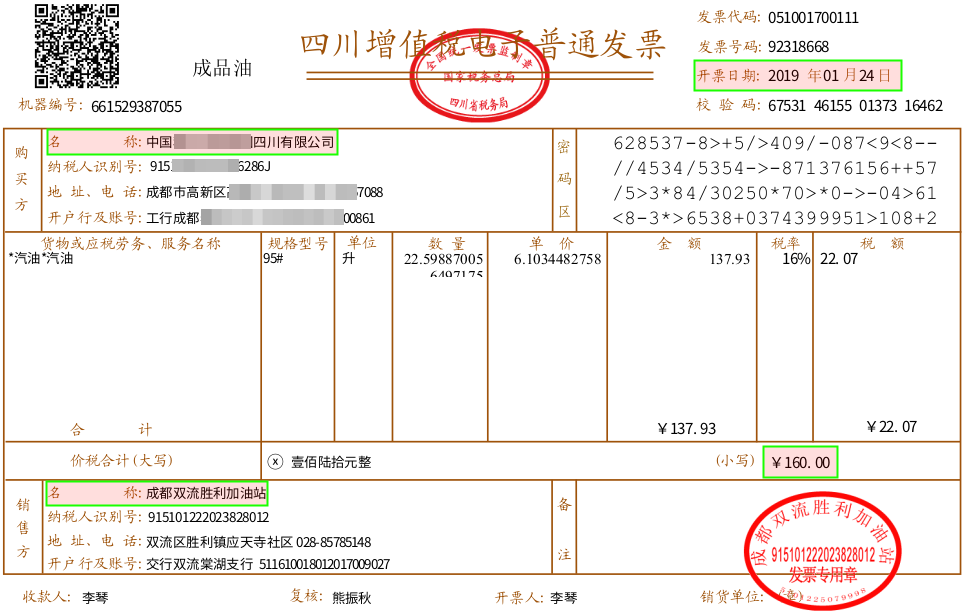 四川增值税电子普通发票
成品油
全国统一发票监制章
国家税务总局
四川省税务局
发票代码: 051001700111
发票号码: 92318668
开票日期: 2019 年01 月24 日
校 验 码: 67531 46155 01373 16462
机器编号: 661529387055
购买方
名 称: 中国 四川有限公司
纳税人识别号: 915 6286J
地 址、电 话: 成都市高新区 7088
开户行及账号: 工行成都 00861
密码区
628537-8>+5/>409/-087<9<8--
//4534/5354->-871376156++57
/5>3*84/30250*70>*0->-04>61
<8-3*>6538+0374399951>108+2
货物或应税劳务、服务名称 规格型号 单位 数 量 单 价 金 额 税率 税 额
*汽油*汽油 95# 升 22.59887005 6.1034482758 137.93 16% 22.07
6497175
合 计 ￥137.93 ￥22.07
价税合计(大写) ⓧ 壹佰陆拾元整 (小写) ￥160.00
销售方
名 称: 成都双流胜利加油站
纳税人识别号: 915101222023828012
地 址、电 话: 双流区胜利镇应天寺社区 028-85785148
开户行及账号: 交行双流棠湖支行 511610018012017009027
备注
成都双流胜利加油站
915101222023828012
发票专用章
收款人: 李琴 复核: 熊振秋 开票人: 李琴 销货单位: (章)